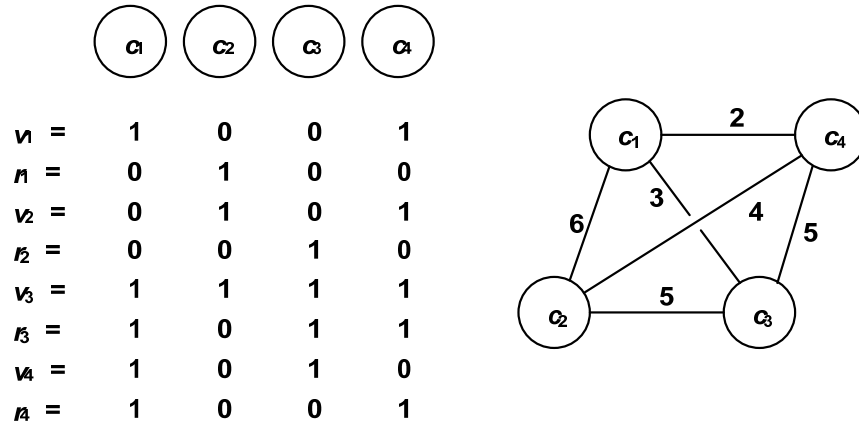 c1 c2 c3 c4
v1 = 1 0 0 1
r1 = 0 1 0 0
v2 = 0 1 0 1
r2 = 0 0 1 0
v3 = 1 1 1 1
r3 = 1 0 1 1
v4 = 1 0 1 0
r4 = 1 0 0 1
2
c1 c4
3
6 4 5
5
c2 c3